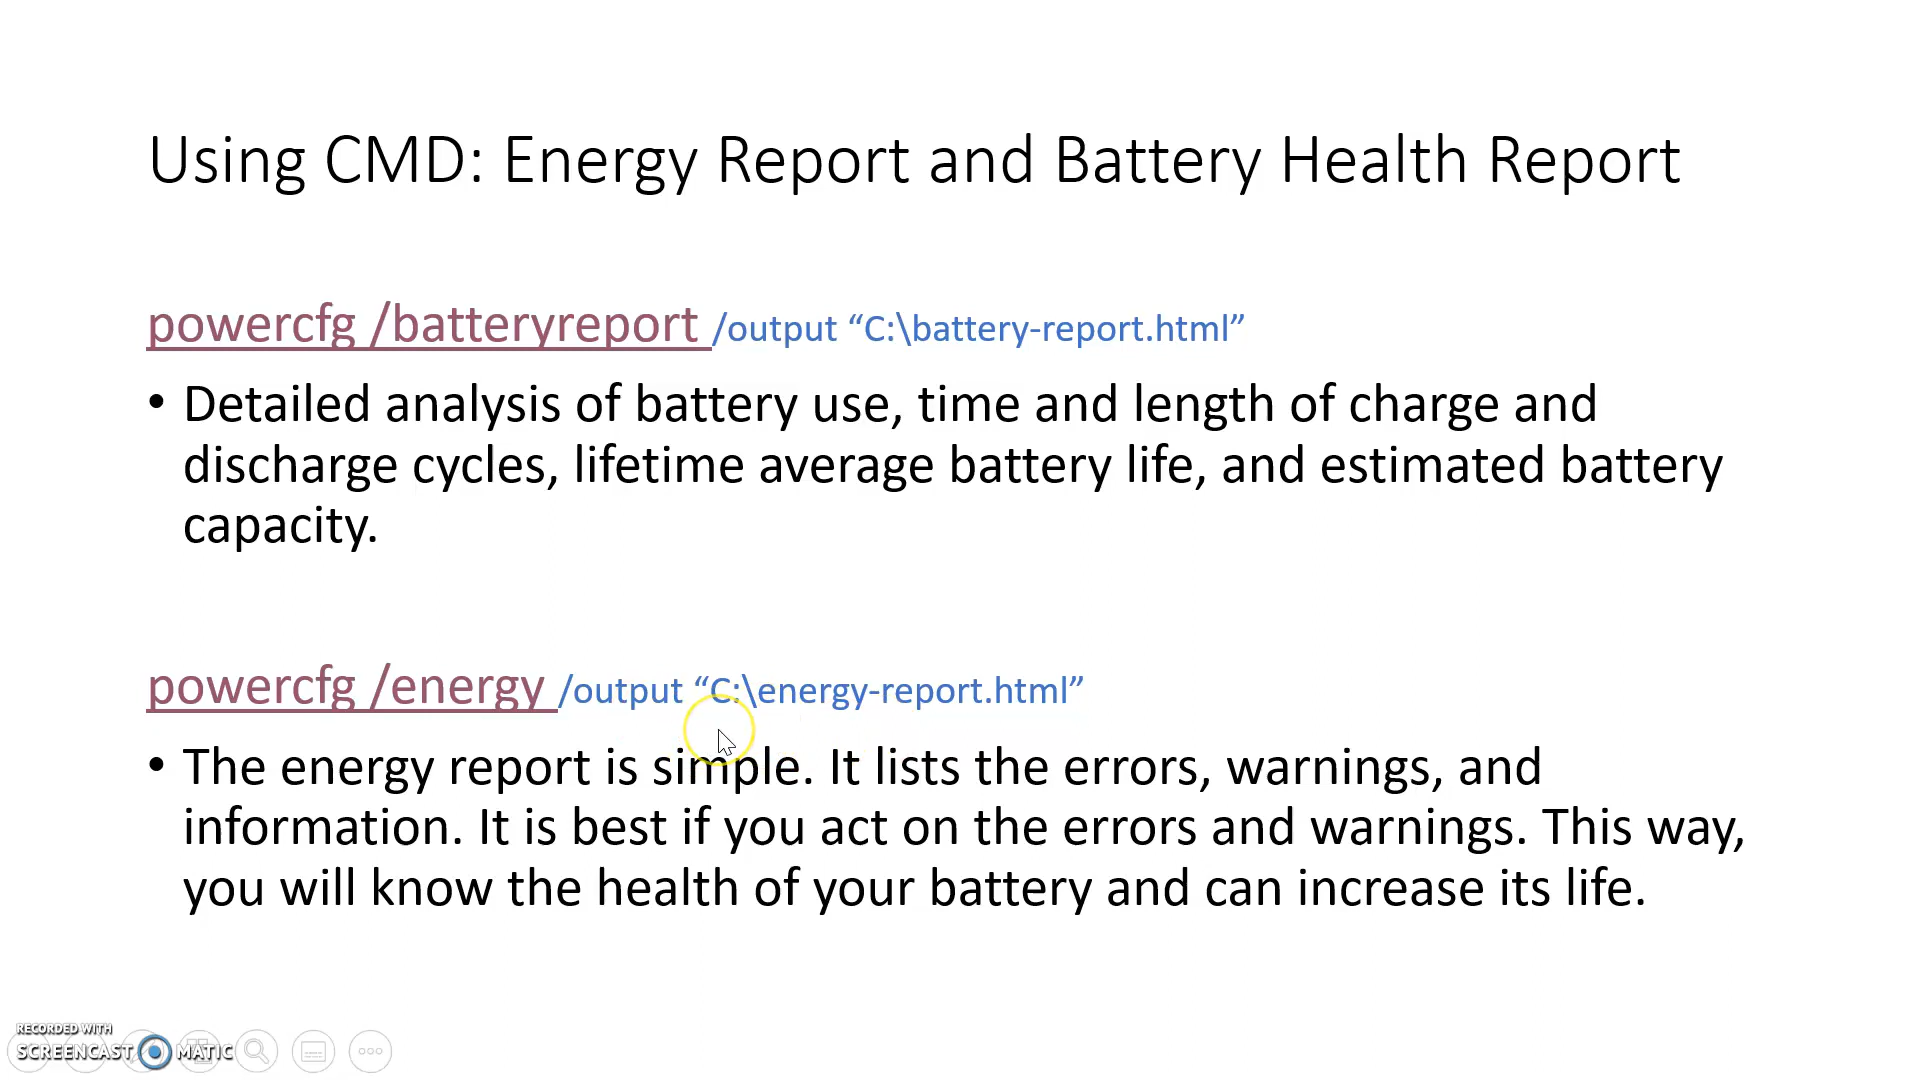 Using CMD: Energy Report and Battery Health Report
powercfg /batteryreport /output “C:\battery-report.html”
• Detailed analysis of battery use, time and length of charge and
discharge cycles, lifetime average battery life, and estimated battery
capacity.
powercfg /energy /output “C:\energy-report.html”
• The energy report is simple. It lists the errors, warnings, and
information. It is best if you act on the errors and warnings. This way,
you will know the health of your battery and can increase its life.
RECORDED WITH
SCREENCAST MATIC